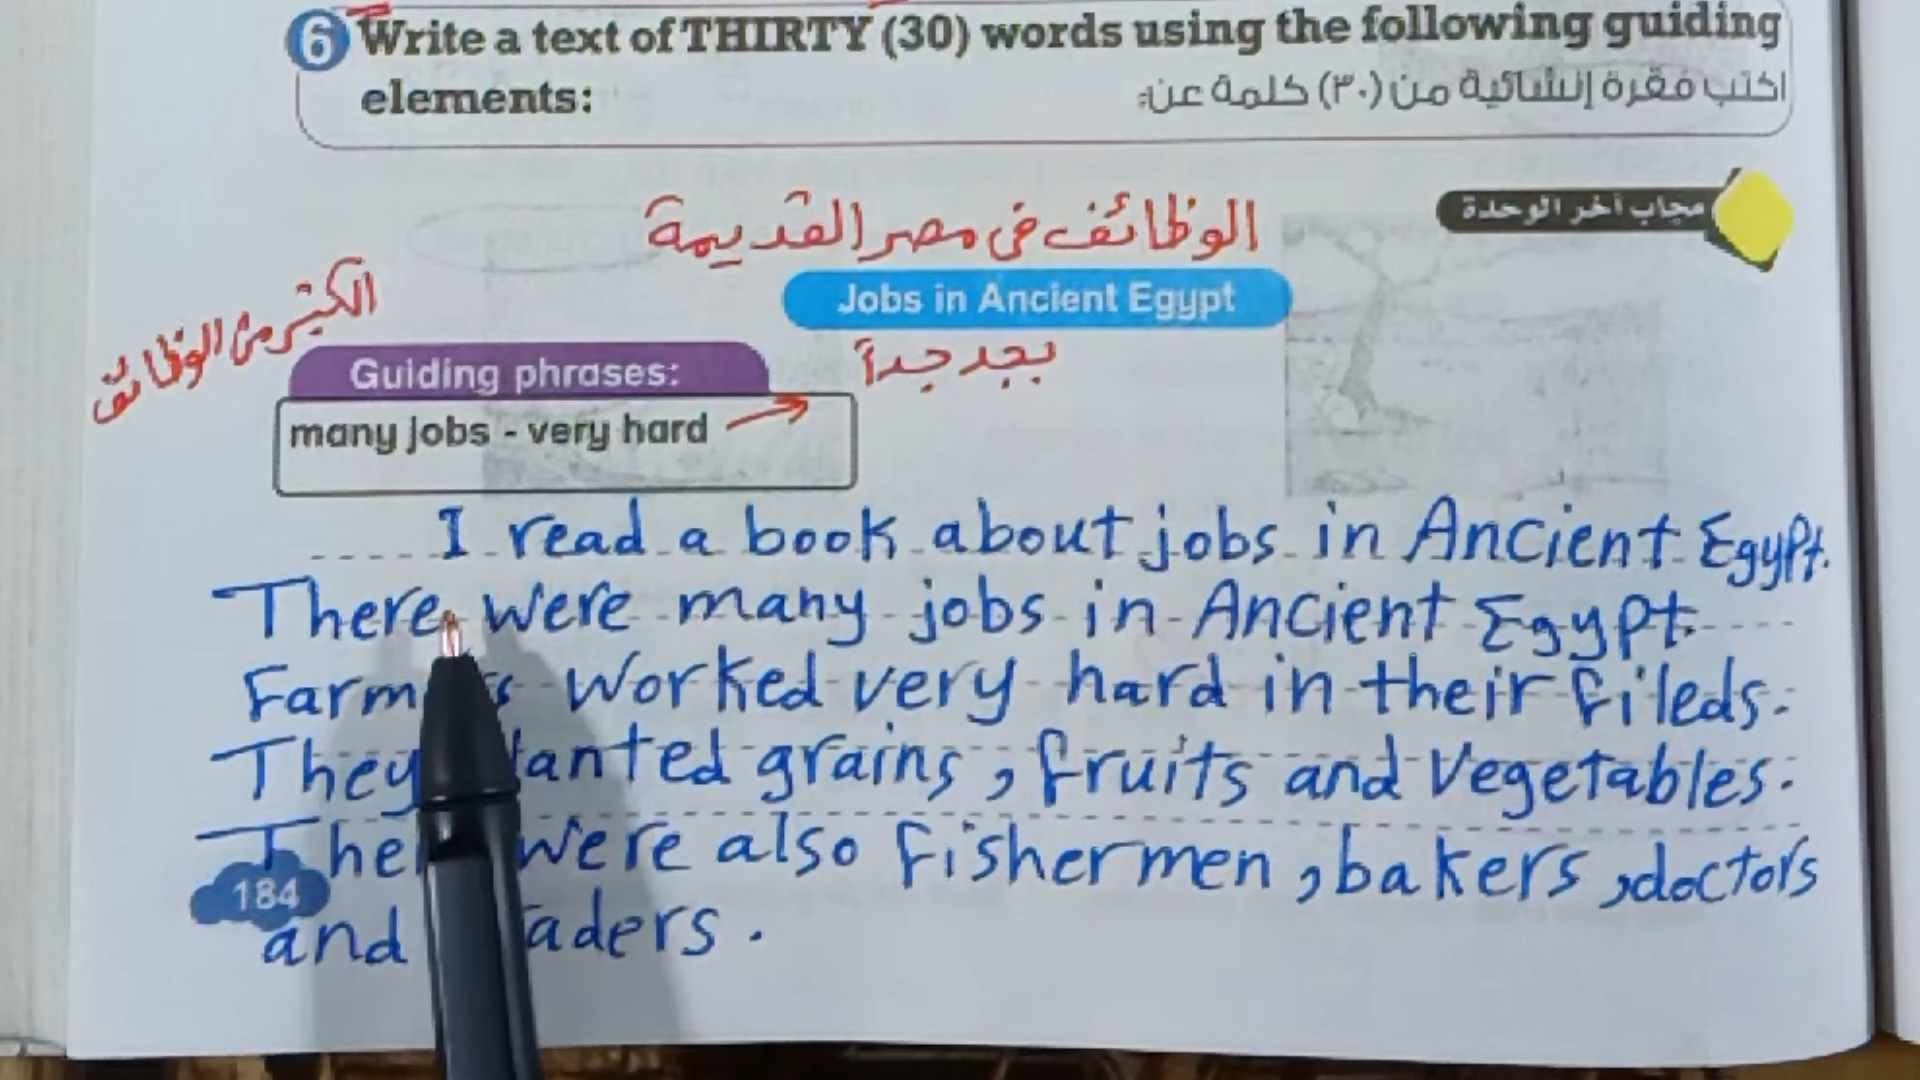 6 Write a text of THIRTY (30) words using the following guiding
elements:
اكتب فقرة إنشائية من (٣٠) كلمة عن:
مجاب آخر الوحدة
الوظائف فى مصر القديمة
Jobs in Ancient Egypt
الكثير من الوظائف
بجد جداً
Guiding phrases:
many jobs - very hard
I read a book about jobs in Ancient Egypt.
There were many jobs in Ancient Egypt.
worked very hard in their fileds.
They grains, fruits and vegetables.
were also fishermen, bakers, doctors
and
184